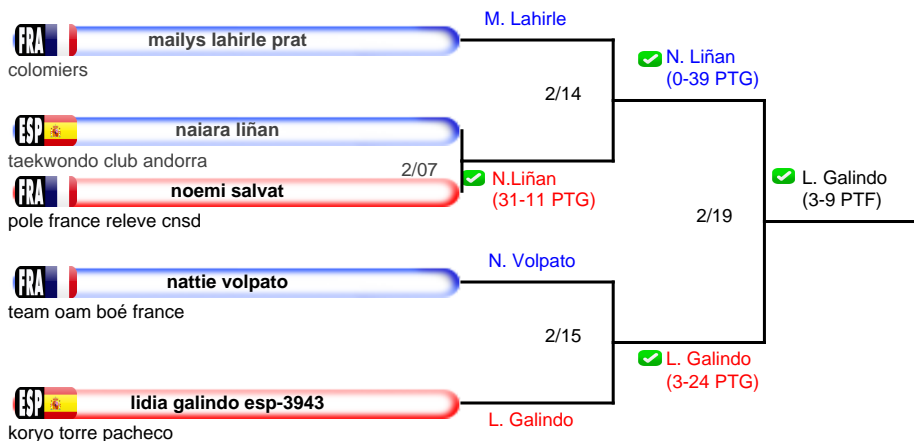 M. Lahirle
FRA mailys lahirle prat
colomiers
N. Liñan
(0-39 PTG)
2/14
ESP naiara liñan
taekwondo club andorra
2/07
N.Liñan
(31-11 PTG)
FRA noemi salvat
pole france releve cnsd
L. Galindo
(3-9 PTF)
2/19
N. Volpato
FRA nattie volpato
team oam boé france
2/15
L. Galindo
(3-24 PTG)
ESP lidia galindo esp-3943
koryo torre pacheco
L. Galindo